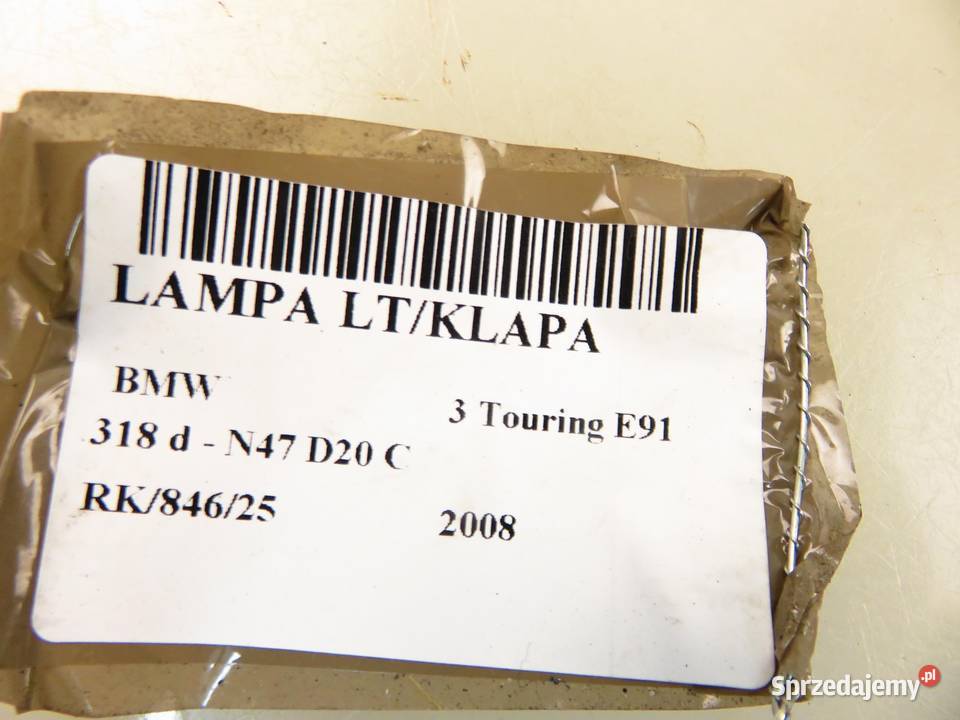 LAMPA LT/KLAPA
BMW
3 Touring E91
318 d - N47 D20 C
RK/846/25
2008
Sprzedajemy.pl